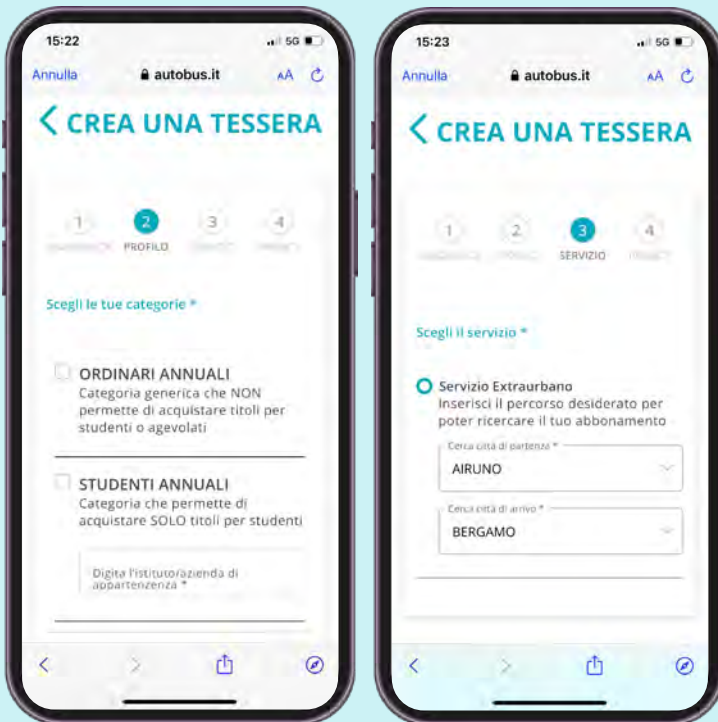 15:22
5G
Annulla
autobus.it
AA
CREA UNA TESSERA
1
2
3
4
PROFILO
Scegli le tue categorie *
ORDINARI ANNUALI
Categoria generica che NON
permette di acquistare titoli per
studenti o agevolati
STUDENTI ANNUALI
Categoria che permette di
acquistare SOLO titoli per studenti
Digita l'istituto/azienda di
appartenzenza *
15:23
5G
Annulla
autobus.it
AA
CREA UNA TESSERA
1
2
3
4
SERVIZIO
Scegli il servizio *
Servizio Extraurbano
Inserisci il percorso desiderato per
poter ricercare il tuo abbonamento
Cerca città di partenza *
AIRUNO
Cerca città di arrivo *
BERGAMO